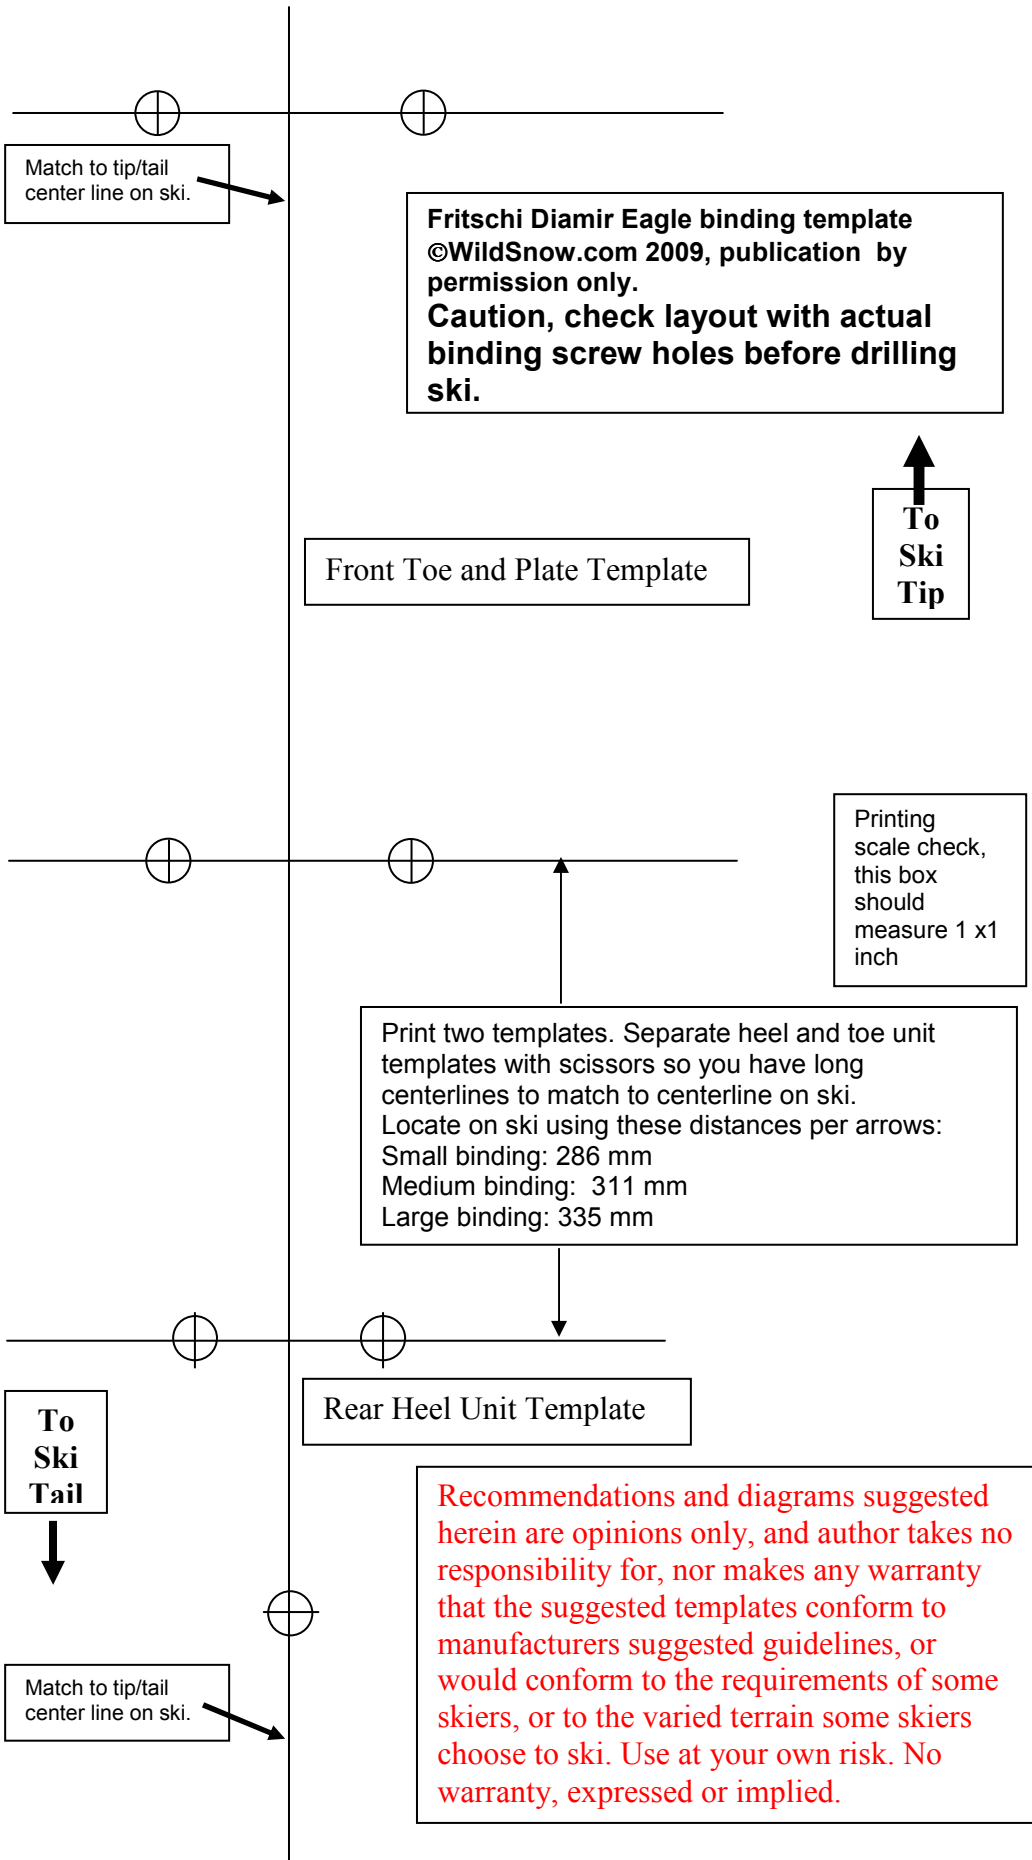 Match to tip/tail
center line on ski.
Fritschi Diamir Eagle binding template
©WildSnow.com 2009, publication by
permission only.
Caution, check layout with actual
binding screw holes before drilling
ski.
To
Ski
Tip
Front Toe and Plate Template
Printing
scale check,
this box
should
measure 1 x1
inch
Print two templates. Separate heel and toe unit
templates with scissors so you have long
centerlines to match to centerline on ski.
Locate on ski using these distances per arrows:
Small binding: 286 mm
Medium binding: 311 mm
Large binding: 335 mm
Rear Heel Unit Template
To
Ski
Tail
Recommendations and diagrams suggested
herein are opinions only, and author takes no
responsibility for, nor makes any warranty
that the suggested templates conform to
manufacturers suggested guidelines, or
would conform to the requirements of some
skiers, or to the varied terrain some skiers
choose to ski. Use at your own risk. No
warranty, expressed or implied.
Match to tip/tail
center line on ski.